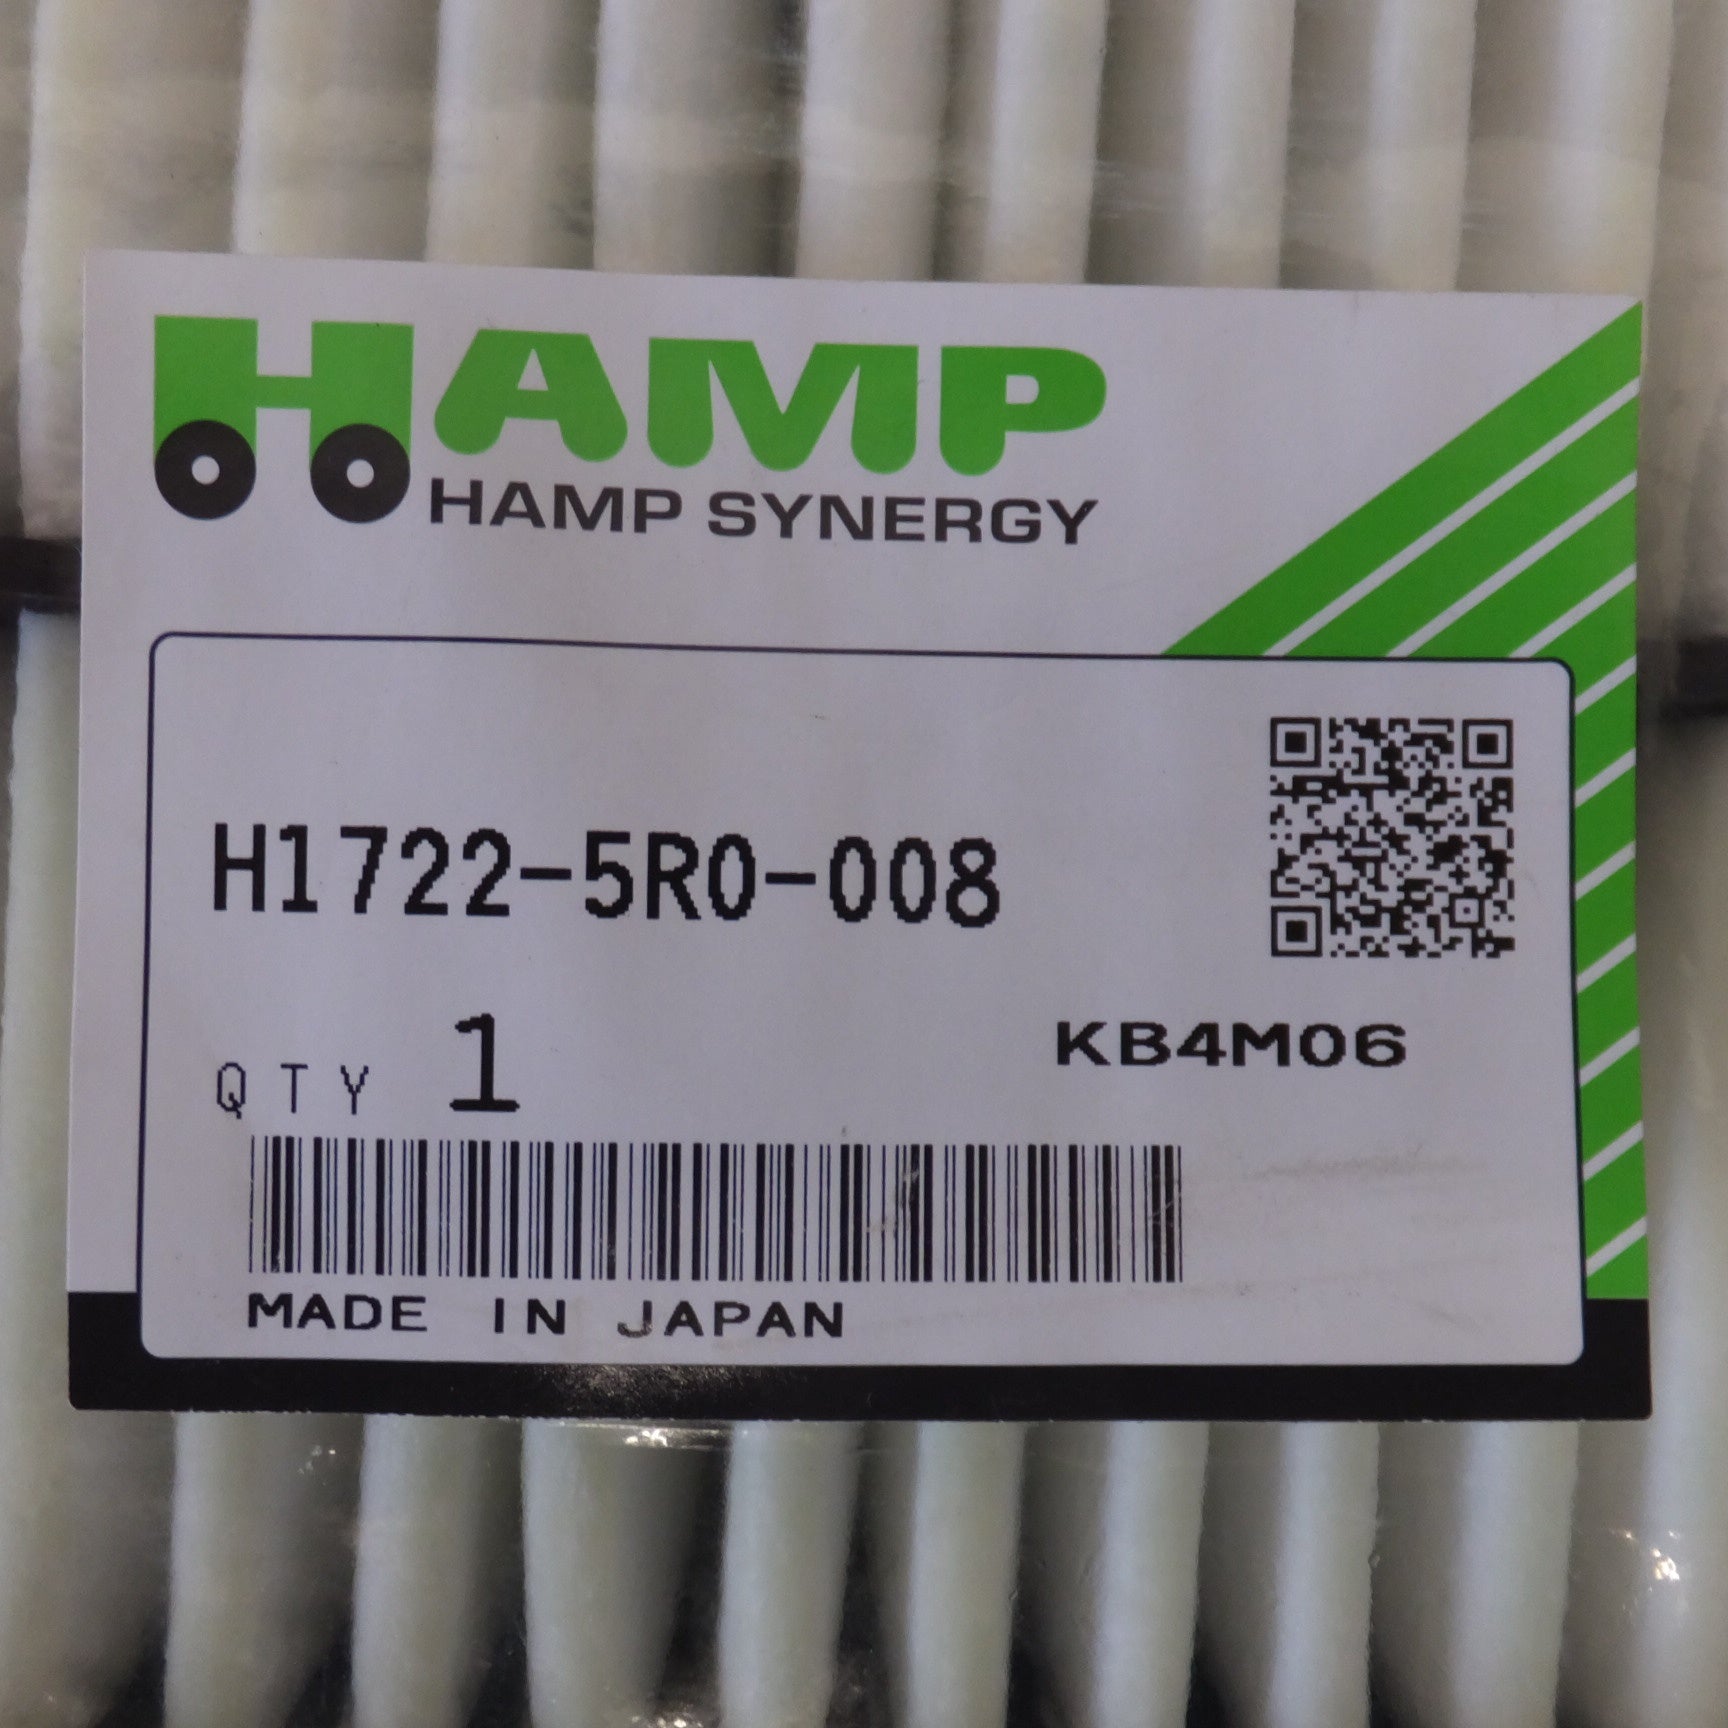 HAMP
HAMP SYNERGY
H1722-5R0-008
QTY 1
KB4M06
MADE IN JAPAN